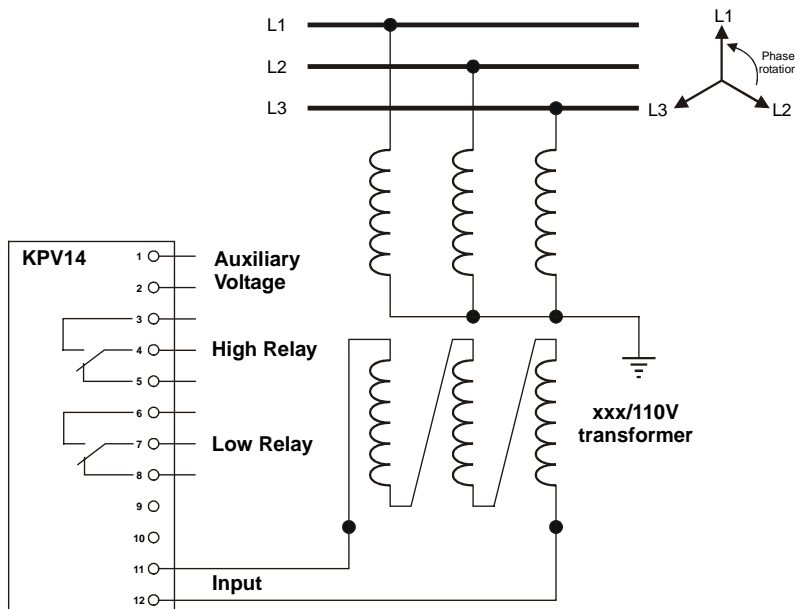 L1
L2
L3
L1
Phase
rotation
L3
L2
KPV14
1
Auxiliary
Voltage
2
3
4
High Relay
5
6
7
Low Relay
8
9
10
11
Input
12
xxx/110V
transformer